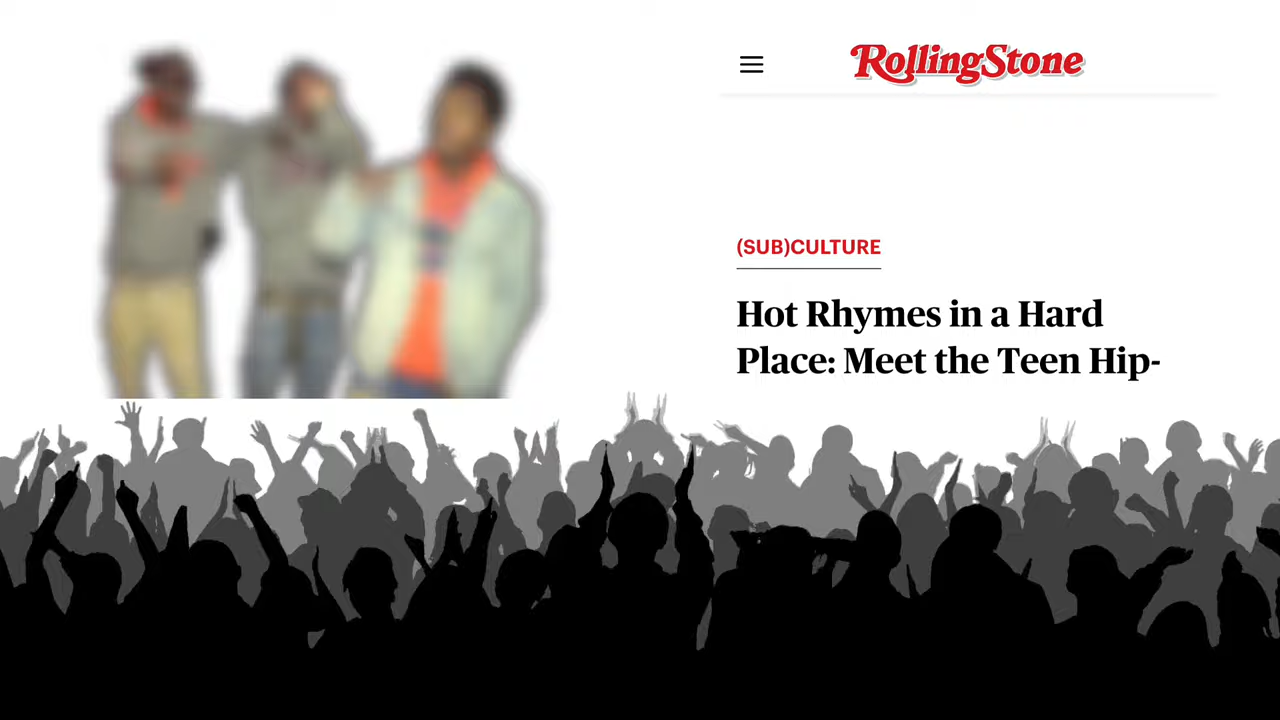 RollingStone
(SUB)CULTURE
Hot Rhymes in a Hard
Place: Meet the Teen Hip-